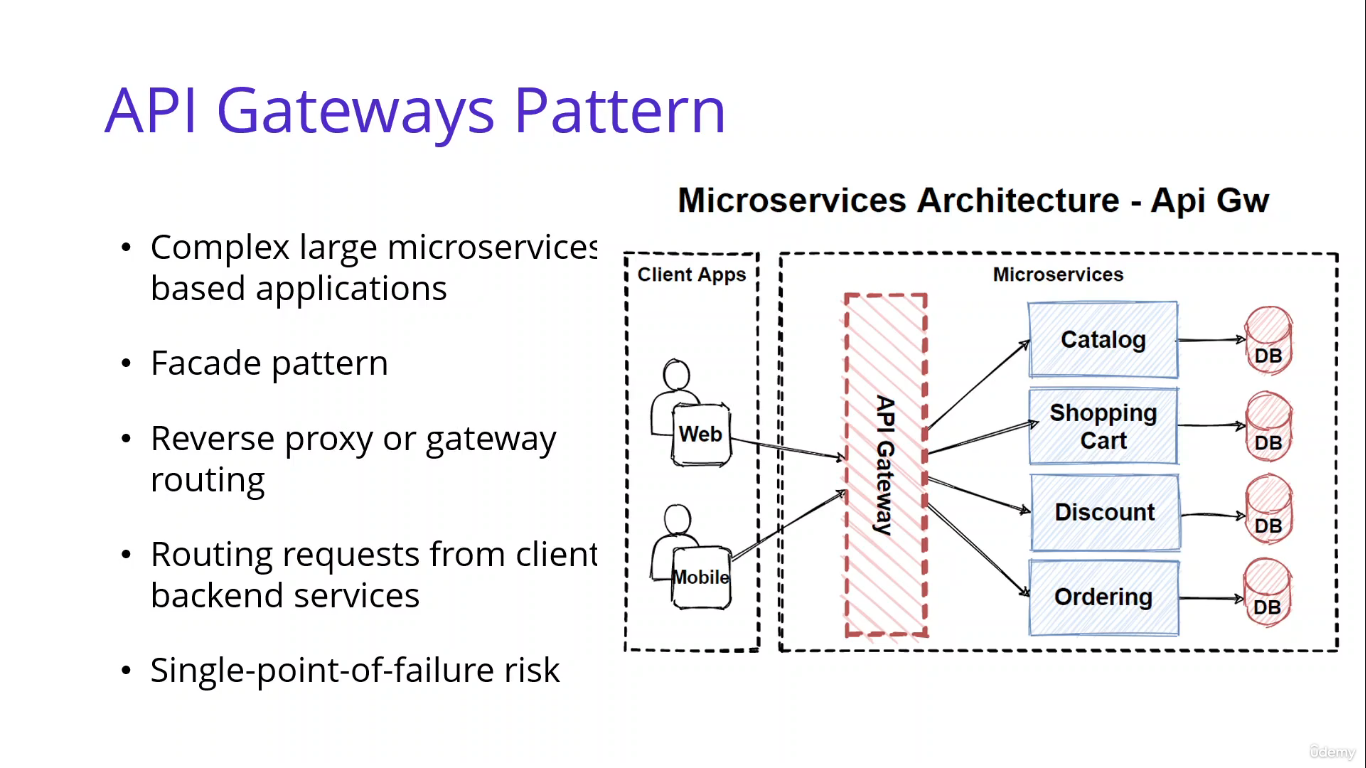 API Gateways Pattern
Microservices Architecture - Api Gw
• Complex large microservices
based applications
• Facade pattern
• Reverse proxy or gateway
routing
• Routing requests from client
backend services
• Single-point-of-failure risk
Client Apps
Web
Mobile
Microservices
API Gateway
Catalog
DB
Shopping
Cart
DB
Discount
DB
Ordering
DB
ûdemy